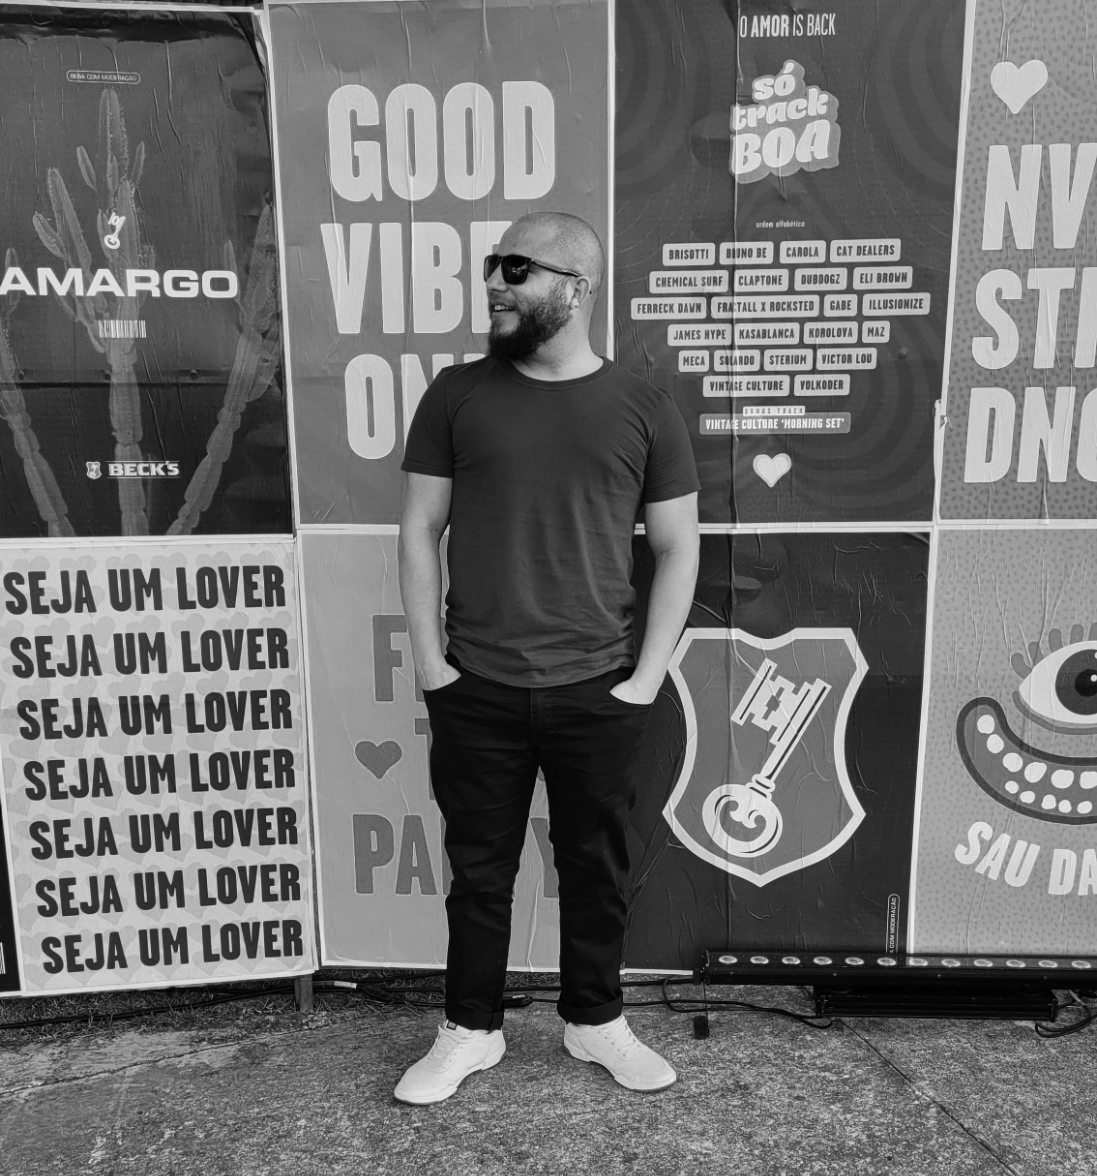 BEBA COM MODERAÇÃO
AMARGO
BECK'S
GOOD
VIBE
ON
O AMOR IS BACK
só
track
BOA
ordem alfabética
BRISOTTI BRUNO BE CAROLA CAT DEALERS
CHEMICAL SURF CLAPTONE DUBDOGZ ELI BROWN
FERRECK DAWN FRACTALL X ROCKSTED GABE ILLUSIONIZE
JAMES HYPE KASABLANCA KOROLOVA MAZ
MECA SOLARDO STERIUM VICTOR LOU
VINTAGE CULTURE VOLKODER
BONUS TRACK
VINTAGE CULTURE 'MORNING SET'
NV
ST
DN
SEJA UM LOVER
SEJA UM LOVER
SEJA UM LOVER
SEJA UM LOVER
SEJA UM LOVER
SEJA UM LOVER
SEJA UM LOVER
F
PA
COM MODERAÇÃO
SAU DA